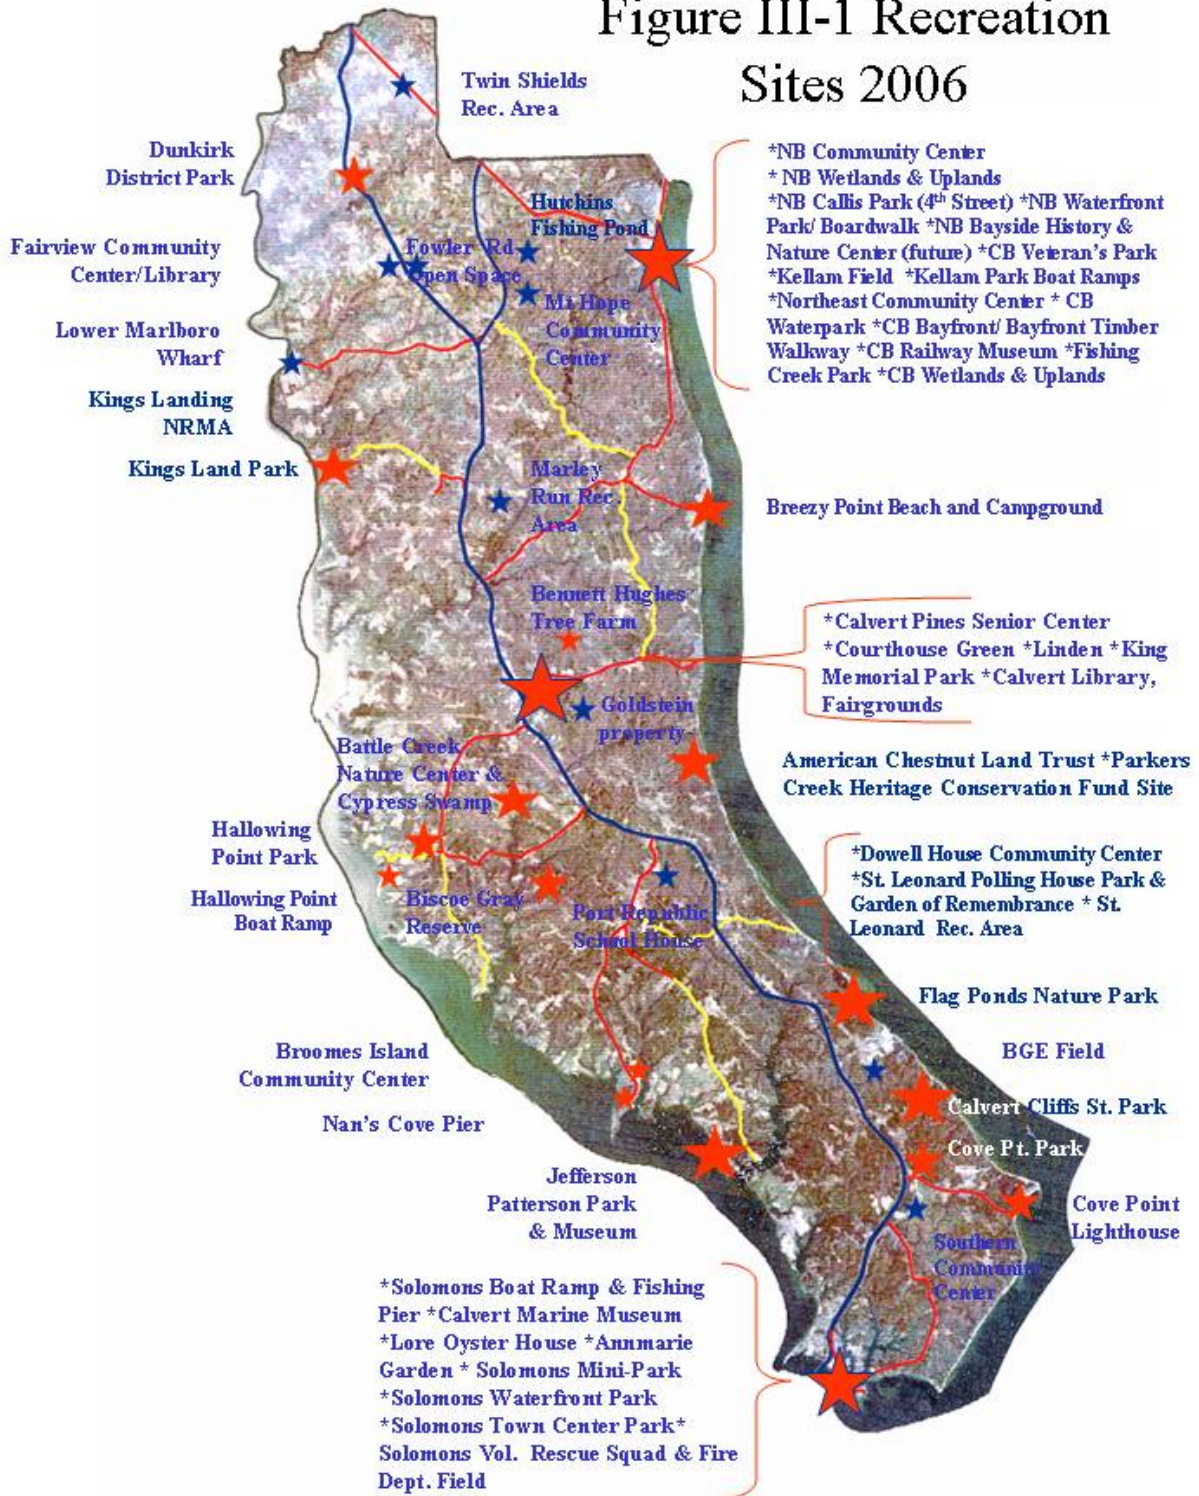 Figure III-1 Recreation
Sites 2006
Twin Shields
Rec. Area
Dunkirk
District Park
*NB Community Center
* NB Wetlands & Uplands
*NB Callis Park (4th Street) *NB Waterfront
Park/ Boardwalk *NB Bayside History &
Nature Center (future) *CB Veteran's Park
*Kellam Field *Kellam Park Boat Ramps
*Northeast Community Center * CB
Waterpark *CB Bayfront/ Bayfront Timber
Walkway *CB Railway Museum *Fishing
Creek Park *CB Wetlands & Uplands
Hutchins
Fishing Pond
Fairview Community
Center/Library
Fowler Rd
Open Space
Mt Hope
Community
Center
Lower Marlboro
Wharf
Kings Landing
NRMA
Kings Land Park
Marley
Run Rec.
Area
Breezy Point Beach and Campground
Bennett Hughes
Tree Farm
*Calvert Pines Senior Center
*Courthouse Green *Linden *King
Memorial Park *Calvert Library,
Fairgrounds
Goldstein
property
Battle Creek
Nature Center &
Cypress Swamp
American Chestnut Land Trust *Parkers
Creek Heritage Conservation Fund Site
Hallowing
Point Park
Hallowing Point
Boat Ramp
Biscoe Gray
Reserve
Port Republic
School House
*Dowell House Community Center
*St. Leonard Polling House Park &
Garden of Remembrance * St.
Leonard Rec. Area
Flag Ponds Nature Park
BGE Field
Broomes Island
Community Center
Calvert Cliffs St. Park
Nan's Cove Pier
Cove Pt. Park
Jefferson
Patterson Park
& Museum
Cove Point
Lighthouse
Southern
Community
Center
*Solomons Boat Ramp & Fishing
Pier *Calvert Marine Museum
*Lore Oyster House *Annmarie
Garden * Solomons Mini-Park
*Solomons Waterfront Park
*Solomons Town Center Park*
Solomons Vol. Rescue Squad & Fire
Dept. Field